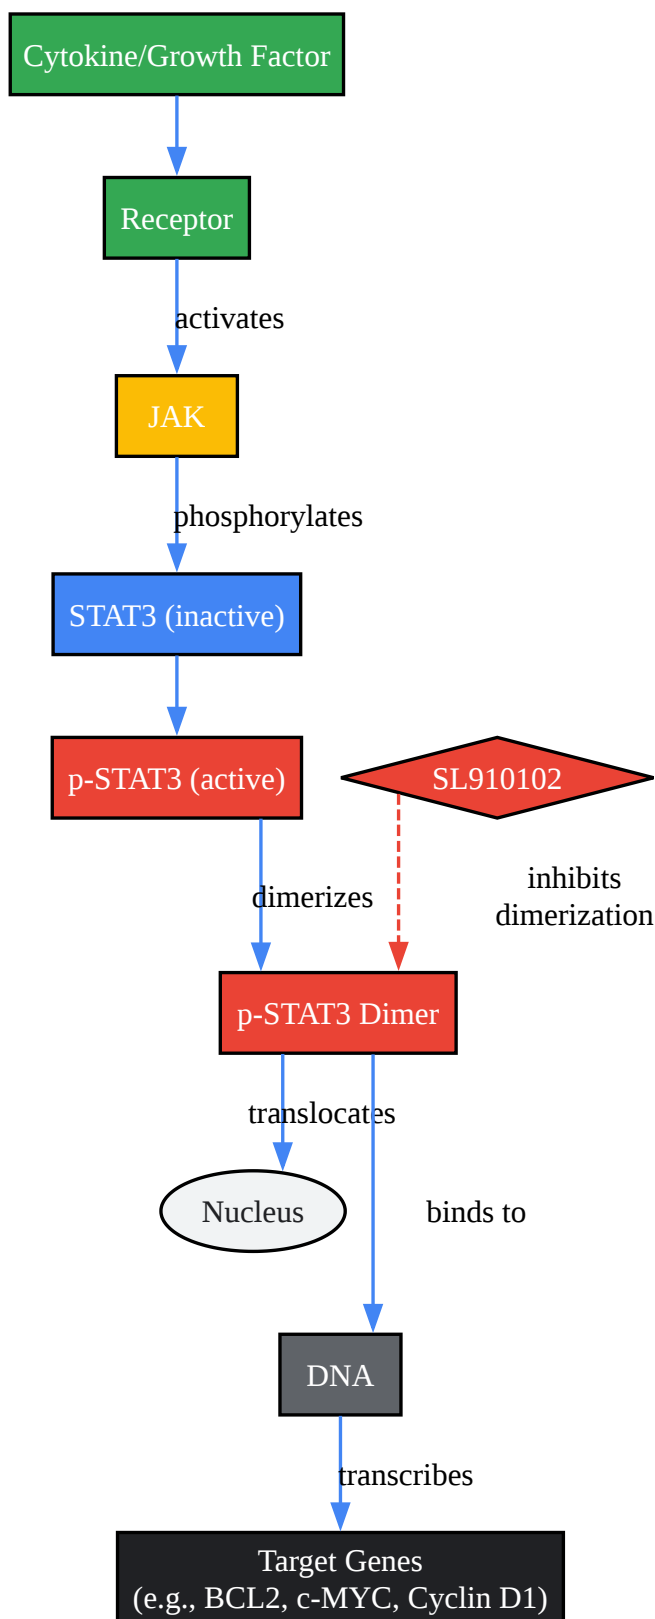 Cytokine/Growth Factor
Receptor
activates
JAK
phosphorylates
STAT3 (inactive)
p-STAT3 (active)
SL910102
dimerizes
inhibits
dimerization
p-STAT3 Dimer
translocates
Nucleus
binds to
DNA
transcribes
Target Genes
(e.g., BCL2, c-MYC, Cyclin D1)